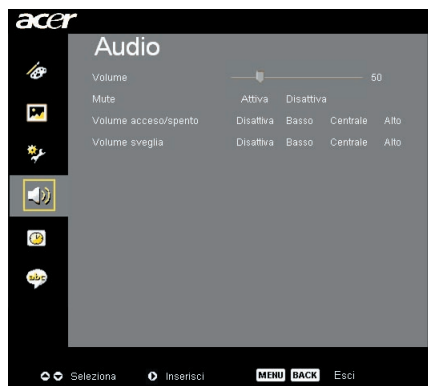 acer
Audio
Volume 50
Mute Attiva Disattiva
Volume acceso/spento Disattiva Basso Centrale Alto
Volume sveglia Disattiva Basso Centrale Alto
abc
Seleziona Inserisci MENU BACK Esci